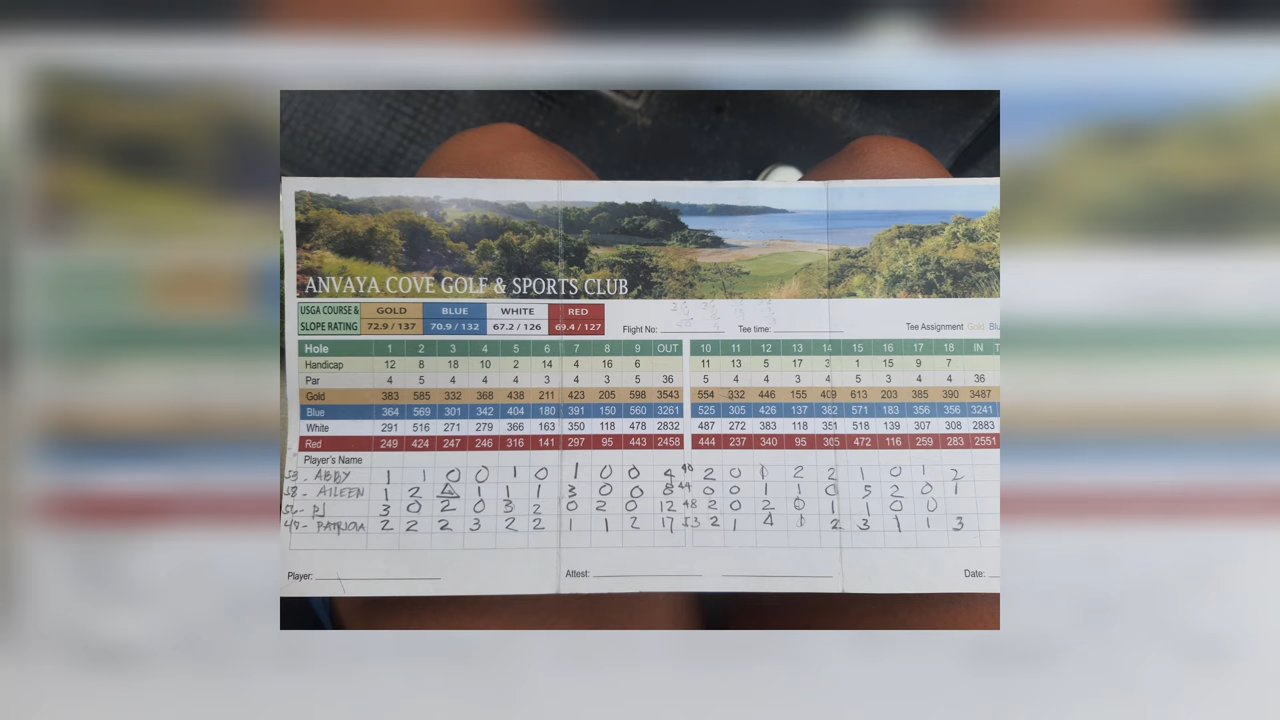 ANVAYA COVE GOLF & SPORTS CLUB
USGA COURSE & SLOPE RATING GOLD BLUE WHITE RED
72.9 / 137 70.9 / 132 67.2 / 126 69.4 / 127
Flight No: Tee time: Tee Assignment Gold Blu
Hole 1 2 3 4 5 6 7 8 9 OUT 10 11 12 13 14 15 16 17 18 IN T
Handicap 12 8 18 10 2 14 4 16 6 11 13 5 17 3 1 15 9 7
Par 4 5 4 4 4 3 4 3 5 36 5 4 4 3 4 5 3 4 4 36
Gold 383 585 332 368 438 211 423 205 598 3543 554 332 446 155 409 613 203 385 390 3487
Blue 364 569 301 342 404 180 391 150 560 3261 525 305 426 137 382 571 183 356 356 3241
White 291 516 271 279 366 163 350 118 478 2832 487 272 383 118 351 518 139 307 308 2883
Red 249 424 247 246 316 141 297 95 443 2458 444 237 340 95 305 472 116 259 283 2551
Player's Name
53 - ABBY 1 1 0 0 1 0 1 0 0 4 40 2 0 1 2 2 1 0 1 2
58 - AILEEN 1 2 4 1 1 1 3 0 0 44 0 0 1 1 0 5 2 0 1
PJ 3 0 2 0 3 2 0 2 0 12 48 2 0 2 0 1 1 0 0
49 - PATRICIA 2 2 2 3 2 2 1 1 2 17 53 2 1 4 1 2 3 1 1 3
Player: Attest: Date: